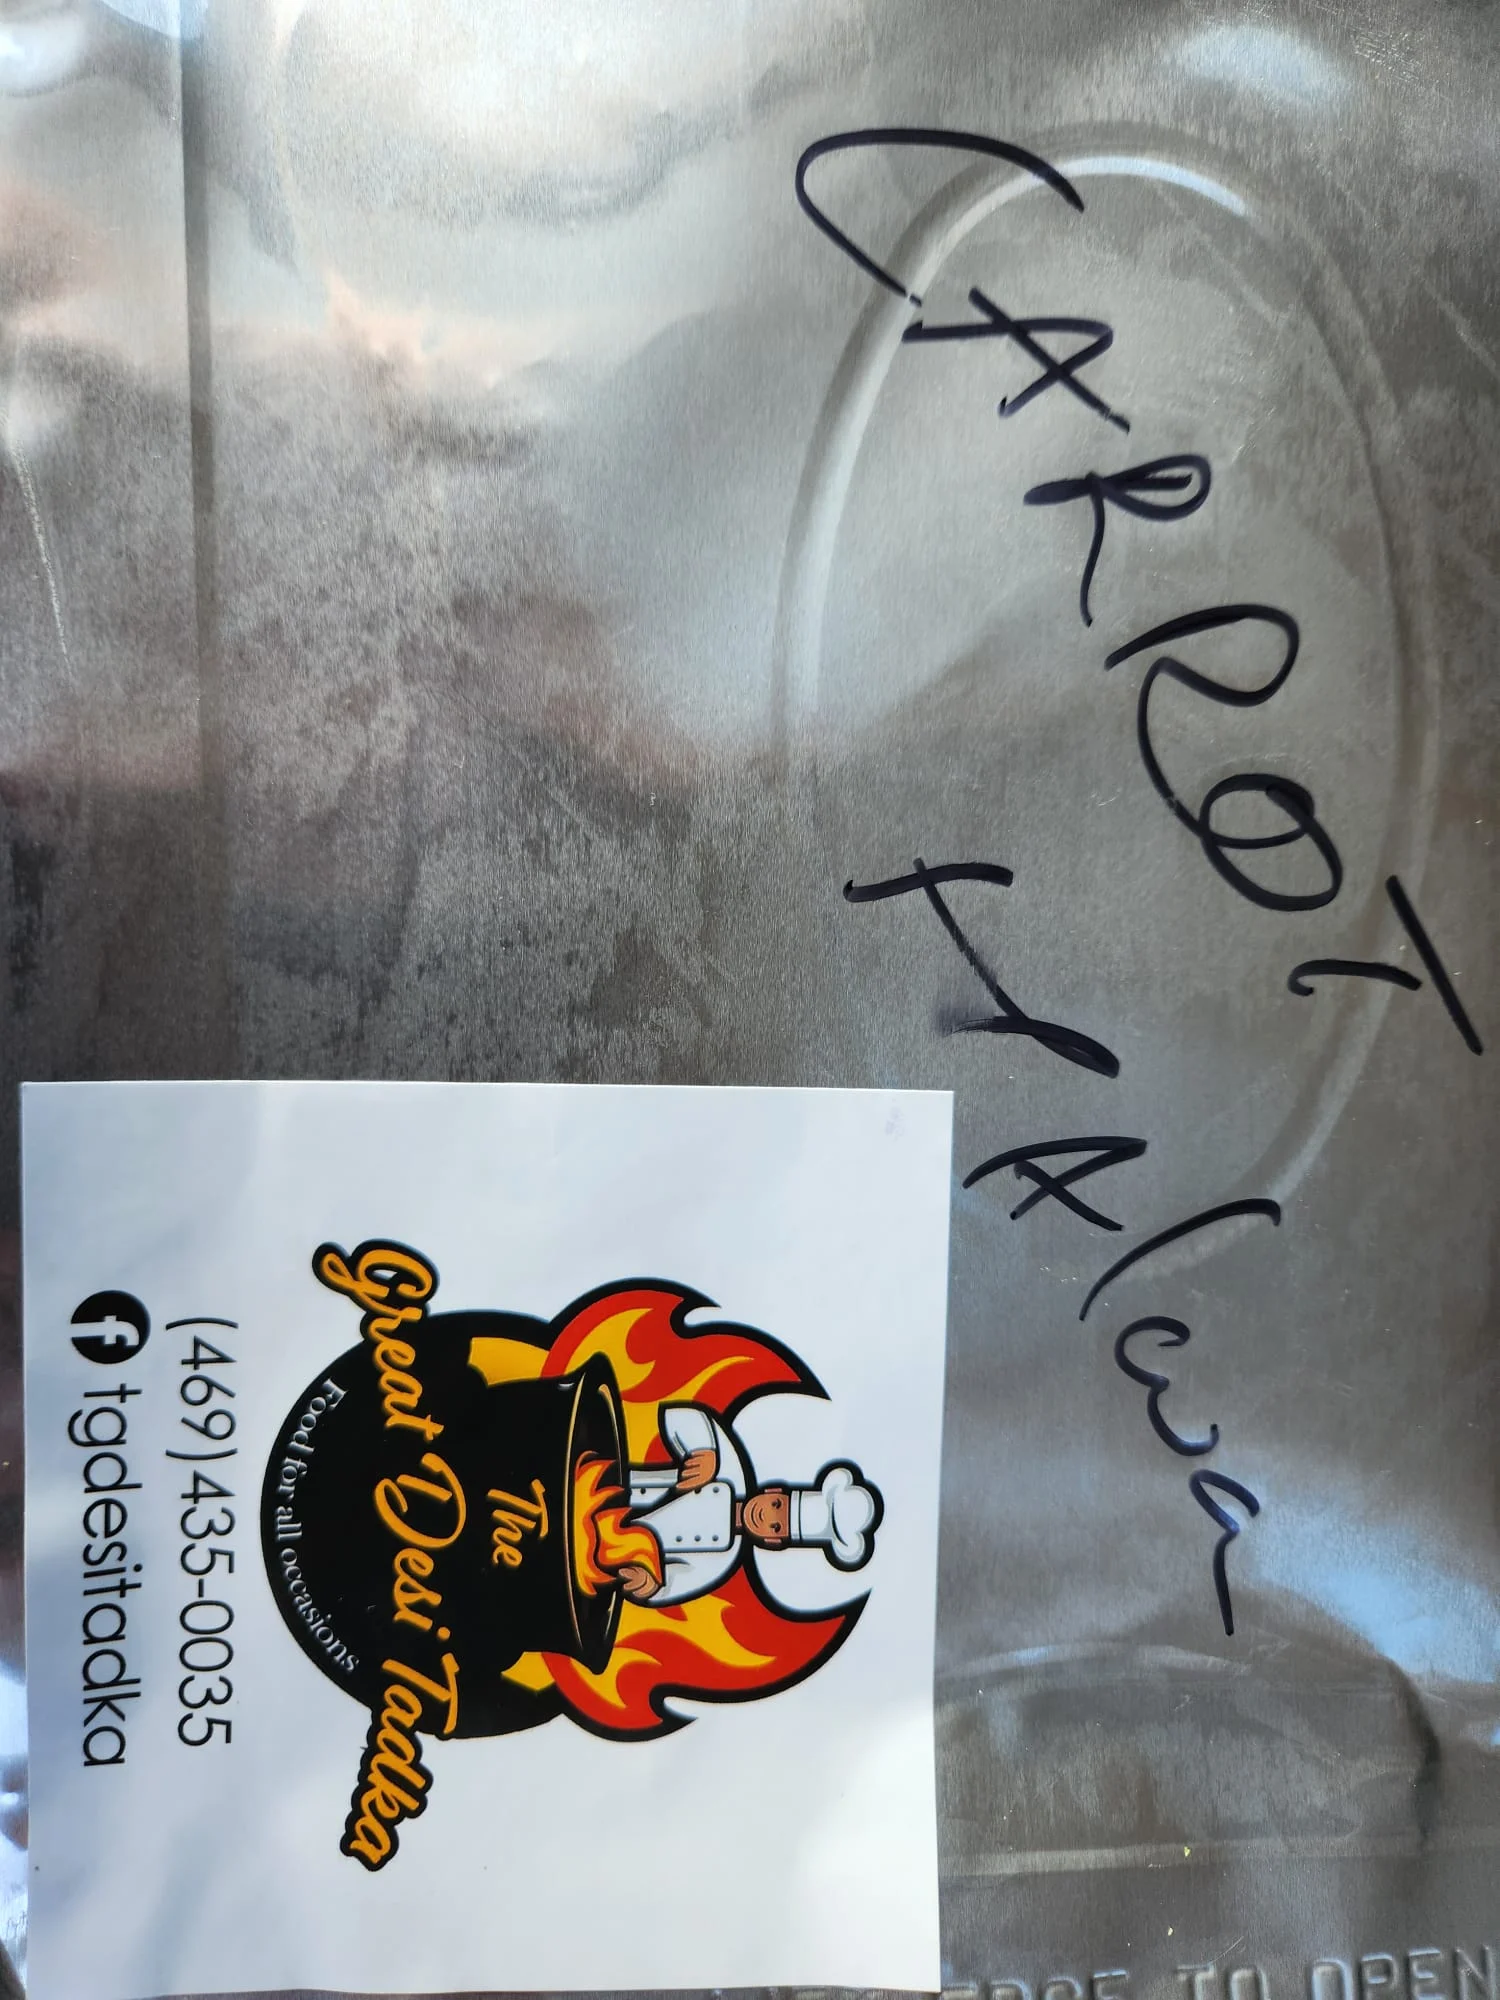 CARROT
HAlwa
The
Great Desi Tadka
Food for all occasions
(469)435-0035
f tgdesitadka
TO OPEN